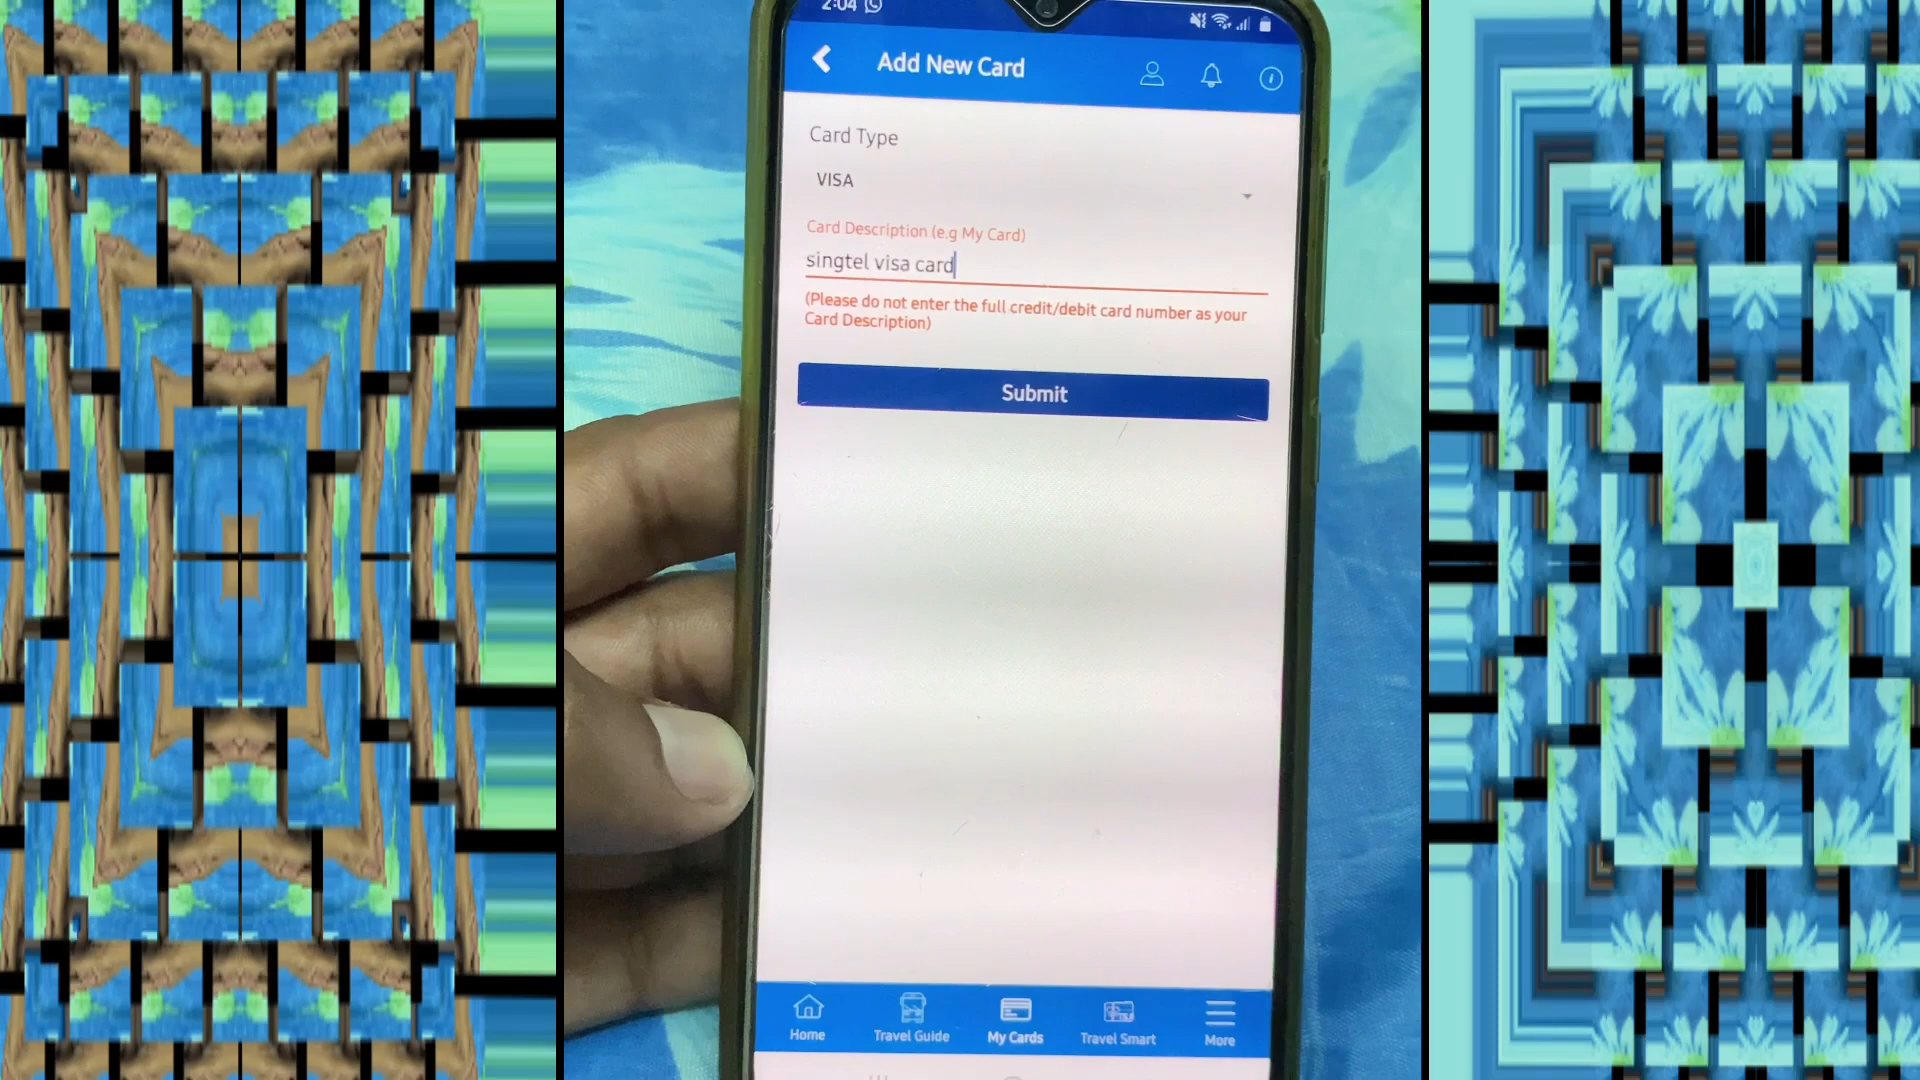 2:04
Add New Card
Card Type
VISA
Card Description (e.g My Card)
singtel visa card
(Please do not enter the full credit/debit card number as your
Card Description)
Submit
Home
Travel Guide
My Cards
Travel Smart
More